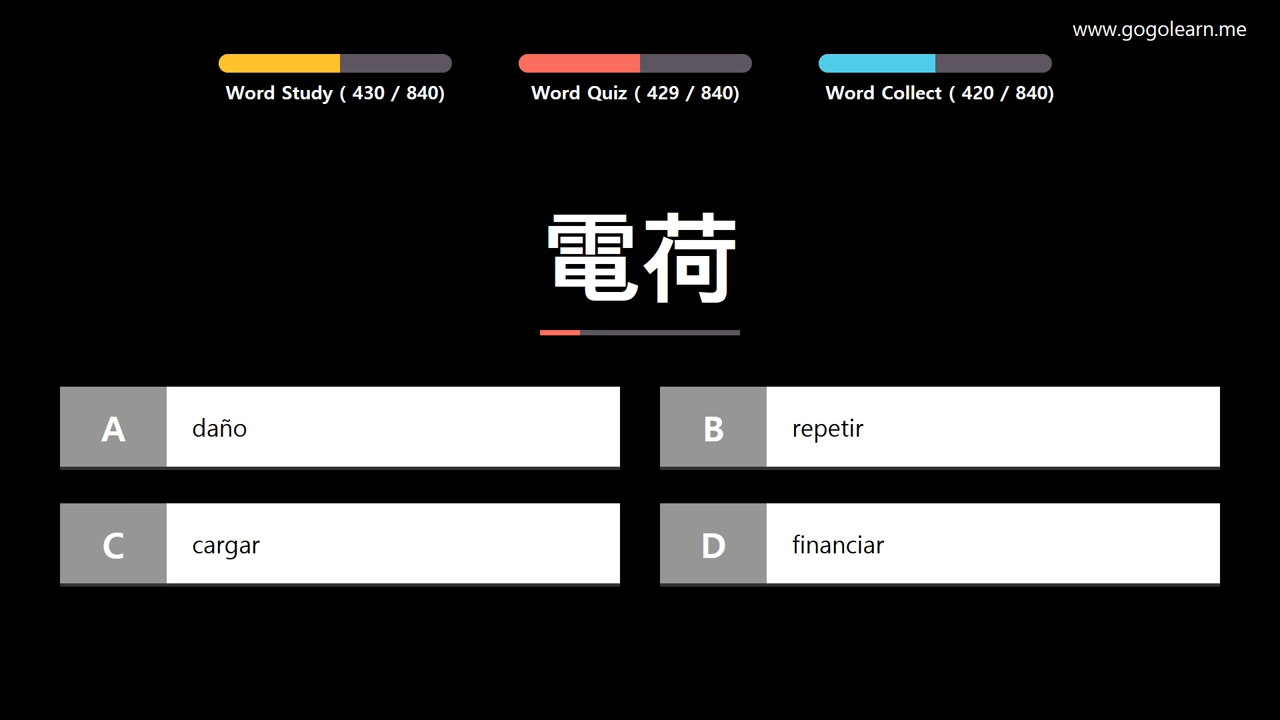 www.gogolearn.me
Word Study ( 430 / 840)
Word Quiz ( 429 / 840)
Word Collect ( 420 / 840)
電荷
A daño
B repetir
C cargar
D financiar